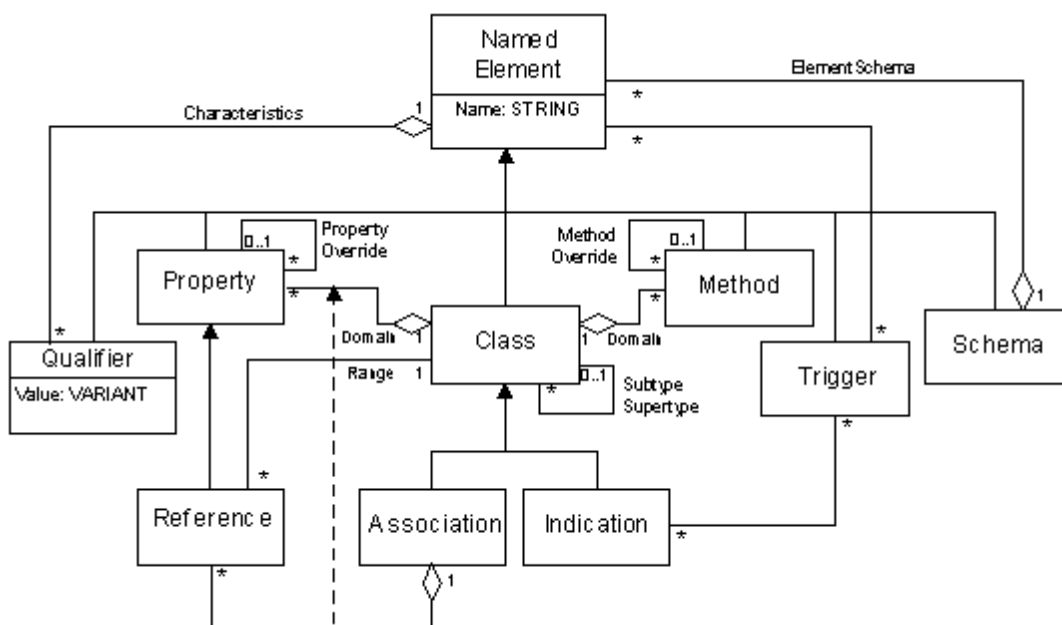 Named
Element
Name: STRING
Element Schema
*
*
1
Characteristics
Property
Override
0..1
*
Method
Override
0..1
*
Property
*
Method
*
Class
1
Domain
1
Domain
Range
1
0..1
*
Subtype
Supertype
*
Qualifier
Value: VARIANT
*
Trigger
*
1
Schema
*
Reference
Association
Indication
*
*
1